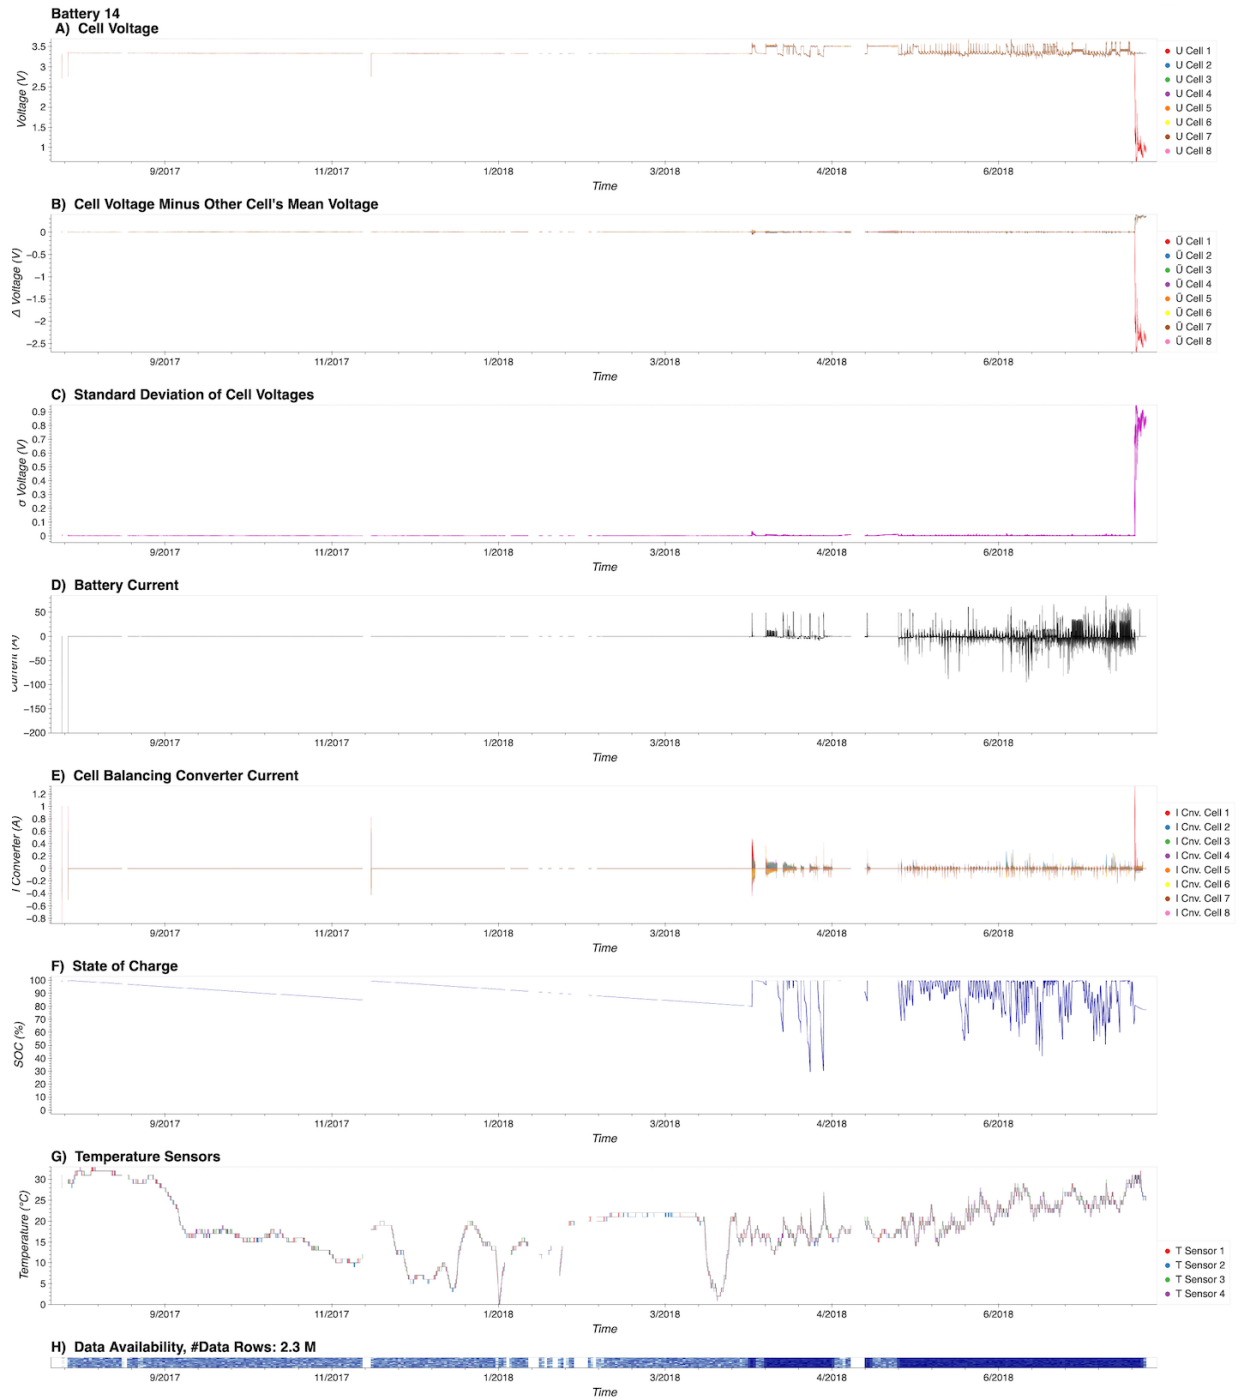 Battery 14
A) Cell Voltage
3.5
3
2.5
2
1.5
1
Voltage (V)
9/2017 11/2017 1/2018 3/2018 4/2018 6/2018
Time
U Cell 1
U Cell 2
U Cell 3
U Cell 4
U Cell 5
U Cell 6
U Cell 7
U Cell 8
B) Cell Voltage Minus Other Cell's Mean Voltage
0
−0.5
−1
−1.5
−2
−2.5
Δ Voltage (V)
9/2017 11/2017 1/2018 3/2018 4/2018 6/2018
Time
Ū Cell 1
Ū Cell 2
Ū Cell 3
Ū Cell 4
Ū Cell 5
Ū Cell 6
Ū Cell 7
Ū Cell 8
C) Standard Deviation of Cell Voltages
0.9
0.8
0.7
0.6
0.5
0.4
0.3
0.2
0.1
0
σ Voltage (V)
9/2017 11/2017 1/2018 3/2018 4/2018 6/2018
Time
D) Battery Current
50
0
−50
−100
−150
−200
Current (A)
9/2017 11/2017 1/2018 3/2018 4/2018 6/2018
Time
E) Cell Balancing Converter Current
1.2
1
0.8
0.6
0.4
0.2
0
−0.2
−0.4
−0.6
−0.8
I Converter (A)
9/2017 11/2017 1/2018 3/2018 4/2018 6/2018
Time
I Cnv. Cell 1
I Cnv. Cell 2
I Cnv. Cell 3
I Cnv. Cell 4
I Cnv. Cell 5
I Cnv. Cell 6
I Cnv. Cell 7
I Cnv. Cell 8
F) State of Charge
100
90
80
70
60
50
40
30
20
10
0
SOC (%)
9/2017 11/2017 1/2018 3/2018 4/2018 6/2018
Time
G) Temperature Sensors
30
25
20
15
10
5
0
Temperature (°C)
9/2017 11/2017 1/2018 3/2018 4/2018 6/2018
Time
T Sensor 1
T Sensor 2
T Sensor 3
T Sensor 4
H) Data Availability, #Data Rows: 2.3 M
9/2017 11/2017 1/2018 3/2018 4/2018 6/2018
Time